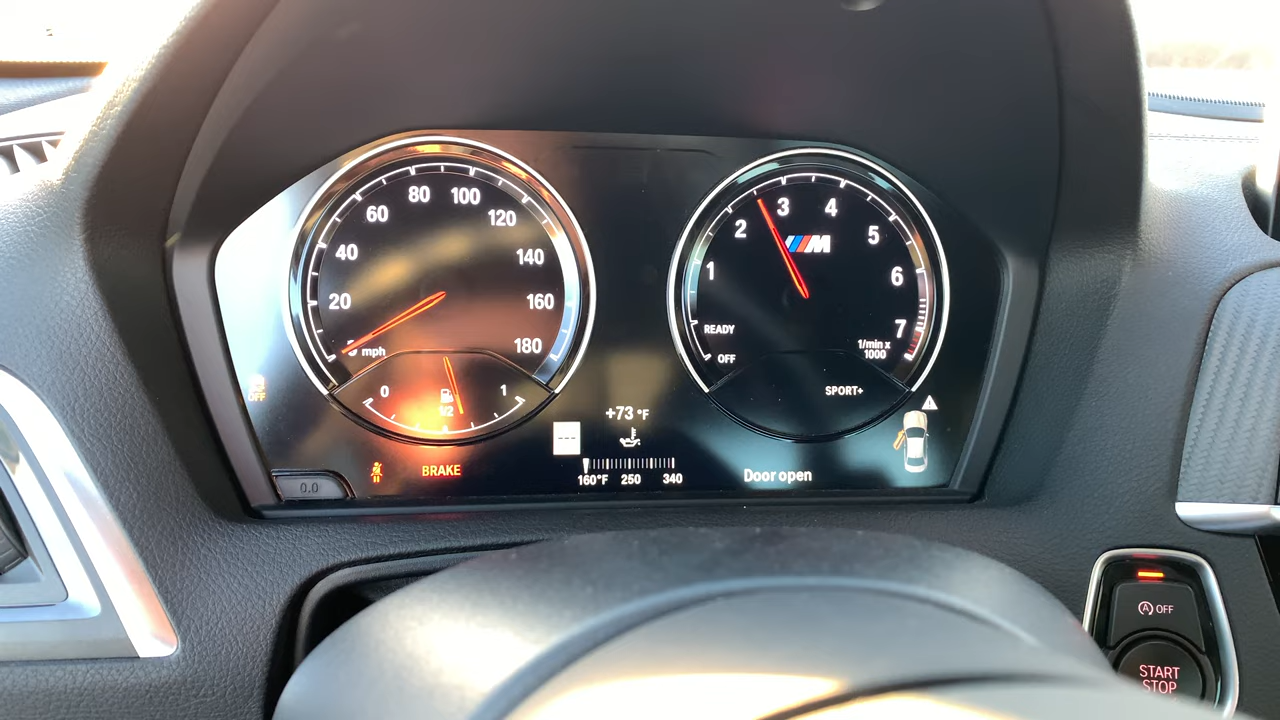 80 100
60 120
40 140
20 160
0 mph 180
0 1
1/2
OFF
BRAKE
0.0
+73 °F
---
160°F 250 340
3 4
2 5
M
1 6
READY 7
OFF 1/min x
1000
SPORT+
Door open
A OFF
START
STOP